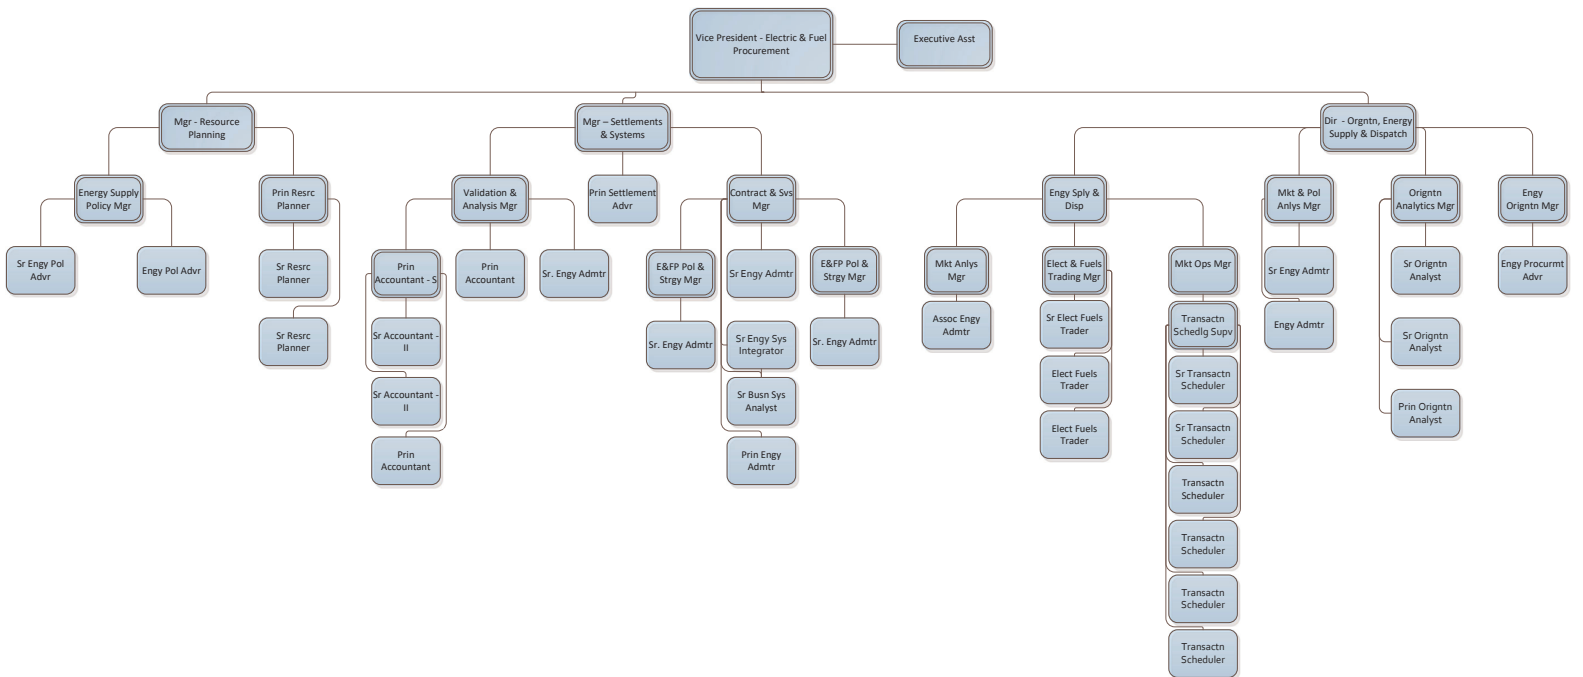 Vice President - Electric & Fuel
Procurement
Executive Asst
Mgr - Resource
Planning
Mgr – Settlements
& Systems
Dir - Orgntn, Energy
Supply & Dispatch
Energy Supply
Policy Mgr
Prin Resrc
Planner
Validation &
Analysis Mgr
Prin Settlement
Advr
Contract & Svs
Mgr
Engy Sply &
Disp
Mkt & Pol
Anlys Mgr
Origntn
Analytics Mgr
Engy
Origntn Mgr
Sr Engy Pol
Advr
Engy Pol Advr
Sr Resrc
Planner
Sr Resrc
Planner
Prin
Accountant - S
Prin
Accountant
Sr. Engy Admtr
Sr Accountant -
II
Sr Accountant -
II
Prin
Accountant
E&FP Pol &
Strgy Mgr
Sr Engy Admtr
E&FP Pol &
Strgy Mgr
Sr. Engy Admtr
Sr Engy Sys
Integrator
Sr. Engy Admtr
Sr Busn Sys
Analyst
Prin Engy
Admtr
Mkt Anlys
Mgr
Elect & Fuels
Trading Mgr
Mkt Ops Mgr
Assoc Engy
Admtr
Sr Elect Fuels
Trader
Elect Fuels
Trader
Elect Fuels
Trader
Transactn
Schedlg Supv
Sr Transactn
Scheduler
Sr Transactn
Scheduler
Transactn
Scheduler
Transactn
Scheduler
Transactn
Scheduler
Transactn
Scheduler
Sr Engy Admtr
Engy Admtr
Sr Origntn
Analyst
Sr Origntn
Analyst
Prin Origntn
Analyst
Engy Procurmt
Advr